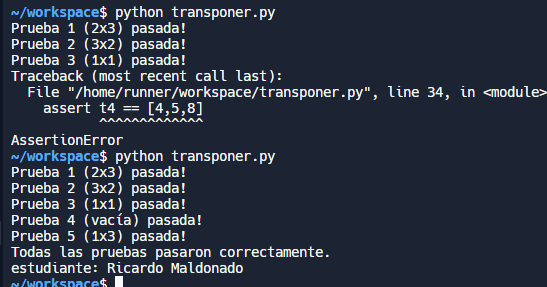 ~/workspace$ python transponer.py
Prueba 1 (2x3) pasada!
Prueba 2 (3x2) pasada!
Prueba 3 (1x1) pasada!
Traceback (most recent call last):
  File "/home/runner/workspace/transponer.py", line 34, in <module>
    assert t4 == [4,5,8]
           ^^^^^^^^^^^^^
AssertionError
~/workspace$ python transponer.py
Prueba 1 (2x3) pasada!
Prueba 2 (3x2) pasada!
Prueba 3 (1x1) pasada!
Prueba 4 (vacía) pasada!
Prueba 5 (1x3) pasada!
Todas las pruebas pasaron correctamente.
estudiante: Ricardo Maldonado
~/workspace$